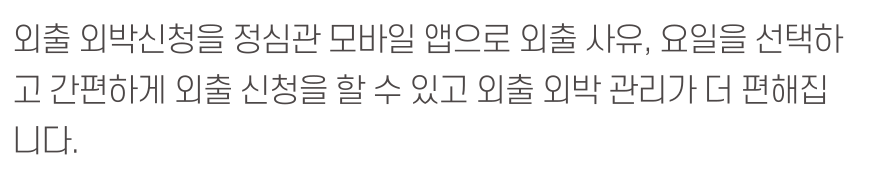 외출 외박신청을 정심관 모바일 앱으로 외출 사유, 요일을 선택하
고 간편하게 외출 신청을 할 수 있고 외출 외박 관리가 더 편해집
니다.